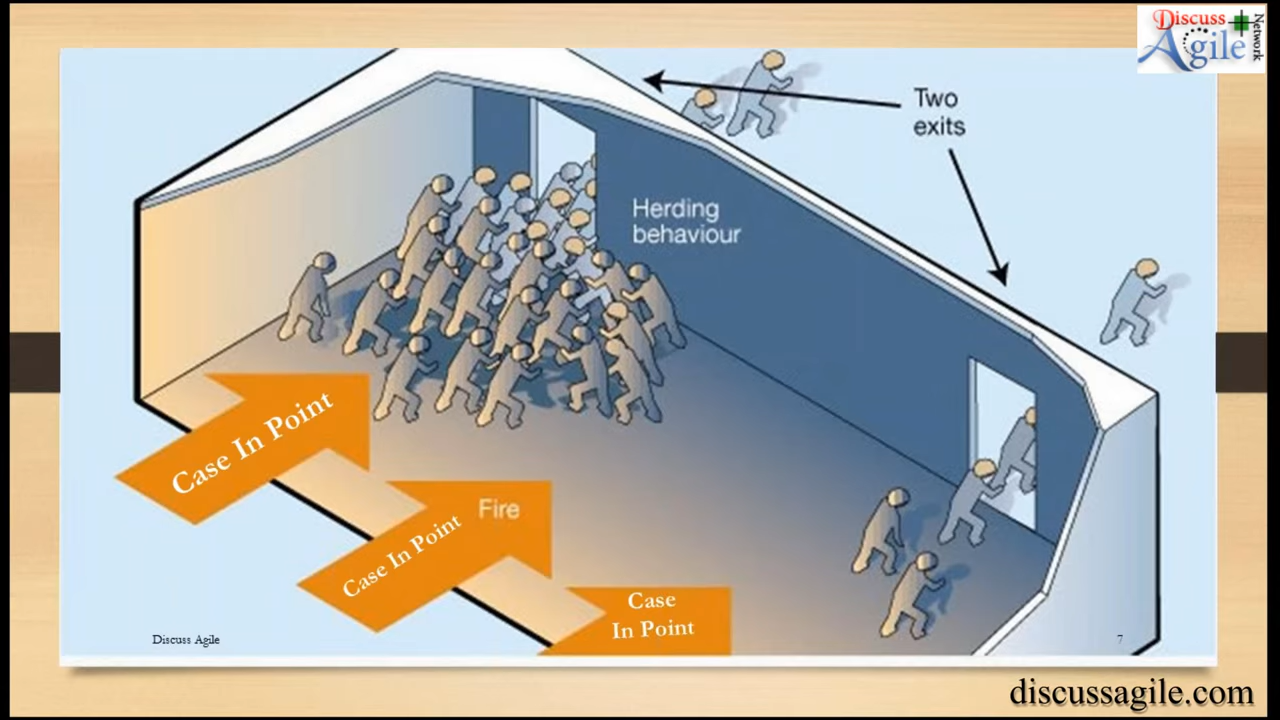 Discuss
Agile
Network
Two
exits
Herding
behaviour
Case In Point
Fire
Case In Point
Case
In Point
Discuss Agile
7
discussagile.com